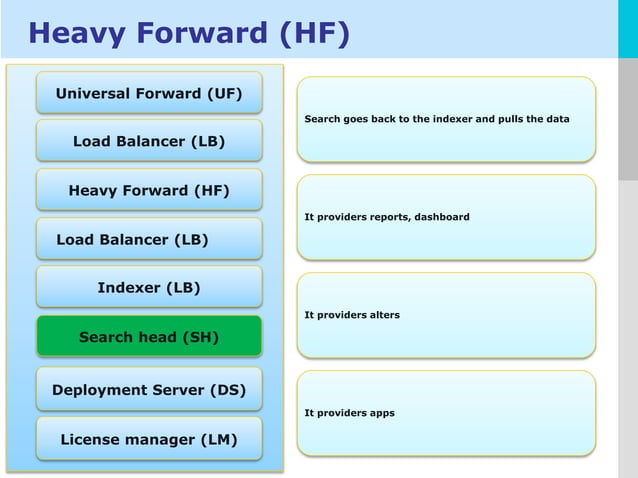 Heavy Forward (HF)
Universal Forward (UF)
Load Balancer (LB)
Heavy Forward (HF)
Load Balancer (LB)
Indexer (LB)
Search head (SH)
Deployment Server (DS)
License manager (LM)
Search goes back to the indexer and pulls the data
It providers reports, dashboard
It providers alters
It providers apps